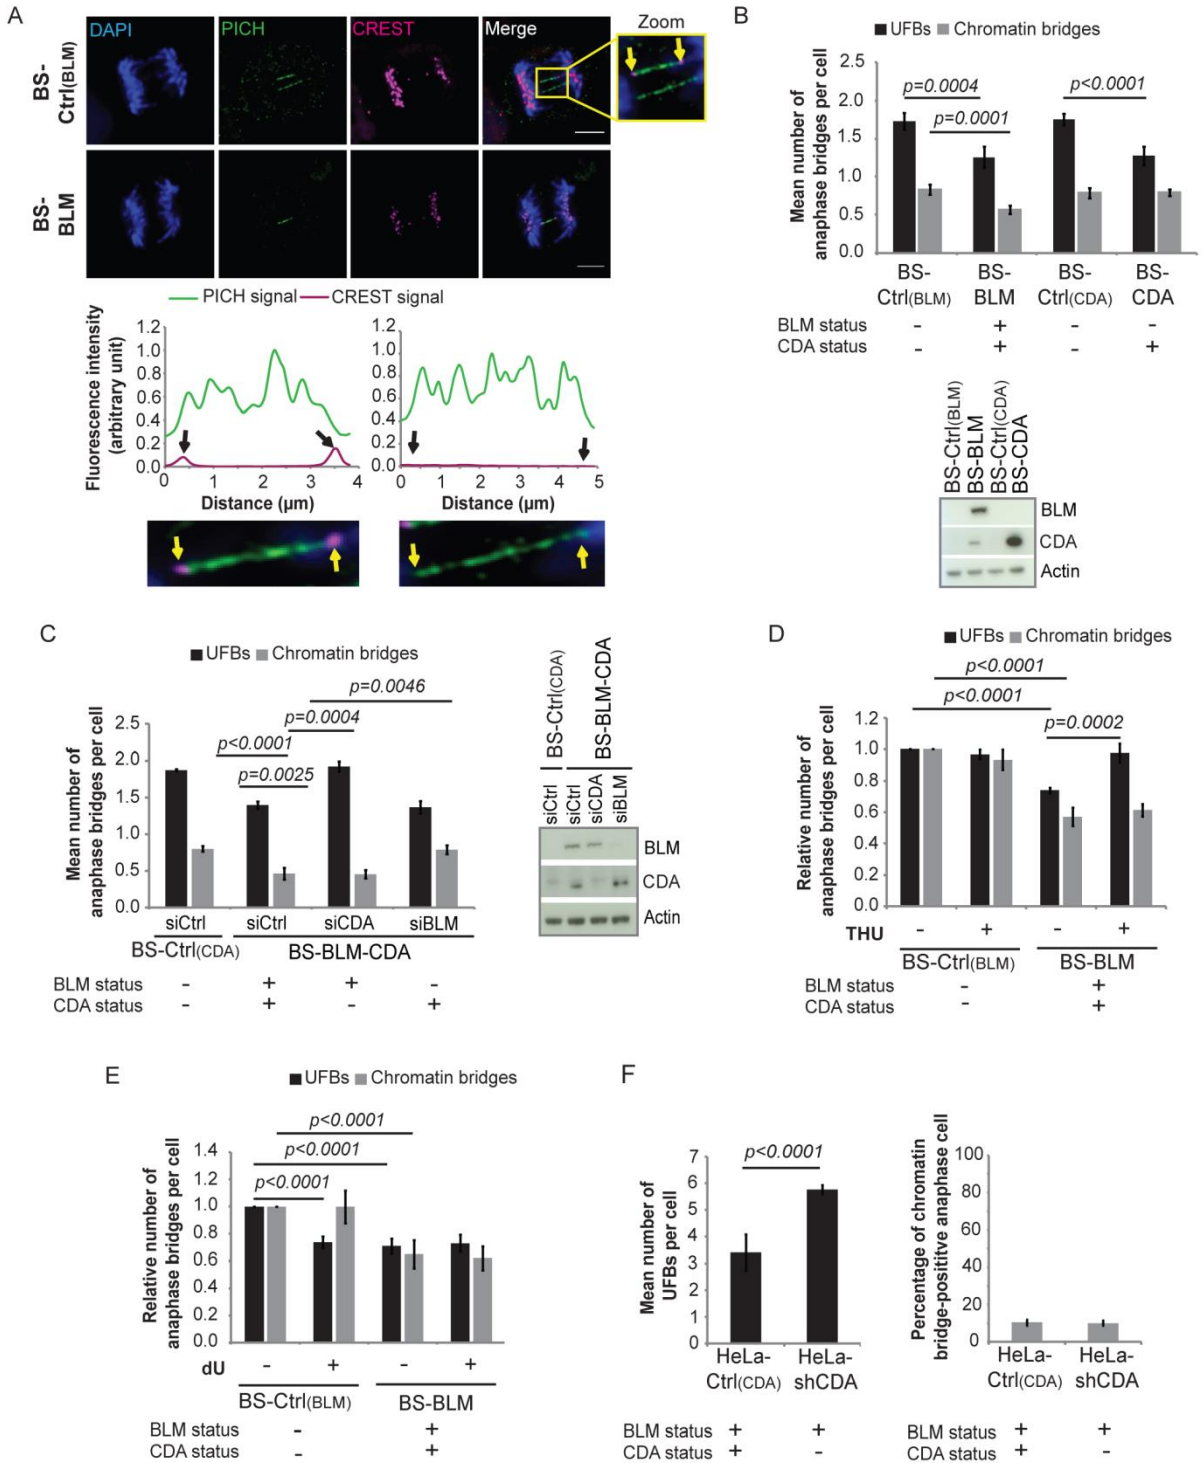 A
DAPI PICH CREST Merge Zoom
BS-
Ctrl(BLM)
BS-
BLM
PICH signal CREST signal
Fluorescence intensity
(arbitrary unit)
1.2
1.0
0.8
0.6
0.4
0.2
0.0
0 1 2 3 4
Distance (µm)
1.2
1.0
0.8
0.6
0.4
0.2
0.0
0 1 2 3 4 5
Distance (µm)
B
UFBs Chromatin bridges
Mean number of
anaphase bridges per cell
2.5
2.0
1.5
1.0
0.5
0.0
p=0.0004
p=0.0001
p<0.0001
BS- BS- BS- BS-
Ctrl(BLM) BLM Ctrl(CDA) CDA
BLM status - + - -
CDA status - + - +
BS-Ctrl(BLM)
BS-BLM
BS-Ctrl(CDA)
BS-CDA
BLM
CDA
Actin
C
UFBs Chromatin bridges
Mean number of
anaphase bridges per cell
2.5
2.0
1.5
1.0
0.5
0.0
p=0.0046
p=0.0004
p<0.0001
p=0.0025
siCtrl siCtrl siCDA siBLM
BS-Ctrl(CDA) BS-BLM-CDA
BLM status - + + -
CDA status - + - +
BS-Ctrl(CDA)
BS-BLM-CDA
siCtrl
siCtrl
siCDA
siBLM
BLM
CDA
Actin
D
UFBs Chromatin bridges
Relative number of
anaphase bridges per cell
1.2
1.0
0.8
0.6
0.4
0.2
0.0
p<0.0001
p<0.0001
p=0.0002
THU - + - +
BS-Ctrl(BLM) BS-BLM
BLM status - +
CDA status - +
E
UFBs Chromatin bridges
Relative number of
anaphase bridges per cell
1.4
1.2
1.0
0.8
0.6
0.4
0.2
0.0
p<0.0001
p<0.0001
p<0.0001
dU - + - +
BS-Ctrl(BLM) BS-BLM
BLM status - +
CDA status - +
F
Mean number of
UFBs per cell
7
6
5
4
3
2
1
0
p<0.0001
HeLa- HeLa-
Ctrl(CDA) shCDA
BLM status + +
CDA status + -
Percentage of chromatin
bridge-posititve anaphase cell
100
80
60
40
20
0
HeLa- HeLa-
Ctrl(CDA) shCDA
BLM status + +
CDA status + -